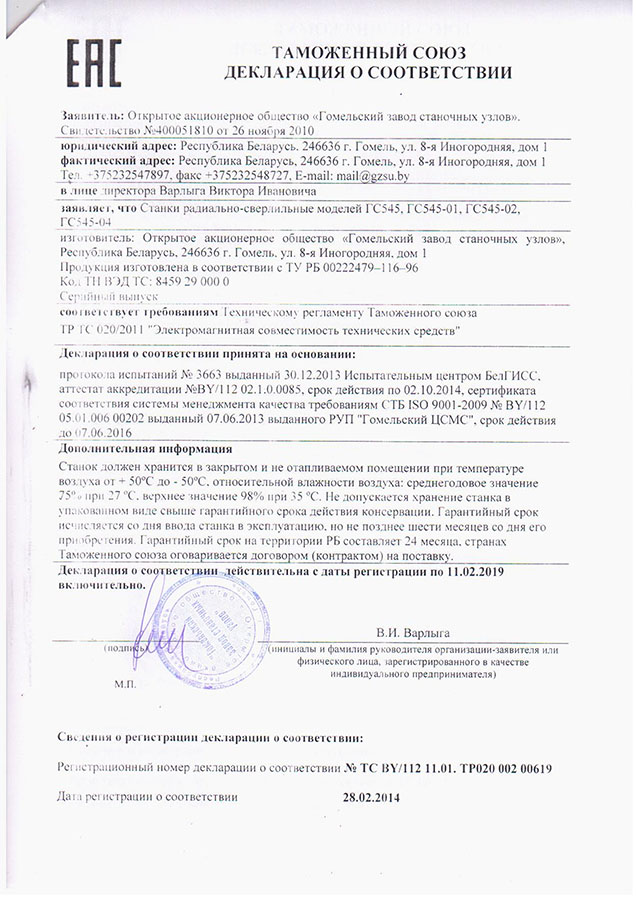 EAC
ТАМОЖЕННЫЙ СОЮЗ
ДЕКЛАРАЦИЯ О СООТВЕТСТВИИ
Заявитель: Открытое акционерное общество «Гомельский завод станочных узлов».
Свидетельство №400051810 от 26 ноября 2010
юридический адрес: Республика Беларусь, 246636 г. Гомель, ул. 8-я Иногородняя, дом 1
фактический адрес: Республика Беларусь, 246636 г. Гомель, ул. 8-я Иногородняя, дом 1
Тел. +375232547897, факс +375232548727, E-mail: mail@gzsu.by
в лице директора Варлыга Виктора Ивановича
заявляет, что Станки радиально-сверлильные моделей ГС545, ГС545-01, ГС545-02,
ГС545-04
изготовитель: Открытое акционерное общество «Гомельский завод станочных узлов»,
Республика Беларусь, 246636 г. Гомель, ул. 8-я Иногородняя, дом 1
Продукция изготовлена в соответствии с ТУ РБ 00222479–116–96
Код ТН ВЭД ТС: 8459 29 000 0
Серийный выпуск
соответствует требованиям Техническому регламенту Таможенного союза
ТР ТС 020/2011 "Электромагнитная совместимость технических средств"
Декларация о соответствии принята на основании:
протокола испытаний № 3663 выданный 30.12.2013 Испытательным центром БелГИСС,
аттестат аккредитации №BY/112 02.1.0.0085, срок действия по 02.10.2014, сертификата
соответствия системы менеджмента качества требованиям СТБ ISO 9001-2009 № BY/112
05.01.006 00202 выданный 07.06.2013 выданного РУП "Гомельский ЦСМС", срок действия
до 07.06.2016
Дополнительная информация
Станок должен хранится в закрытом и не отапливаемом помещении при температуре
воздуха от + 50ºС до - 50ºС, относительной влажности воздуха: среднегодовое значение
75% при 27 ºС, верхнее значение 98% при 35 ºС. Не допускается хранение станка в
упакованном виде свыше гарантийного срока действия консервации. Гарантийный срок
исчисляется со дня ввода станка в эксплуатацию, но не позднее шести месяцев со дня его
приобретения. Гарантийный срок на территории РБ составляет 24 месяца, странах
Таможенного союза оговаривается договором (контрактом) на поставку.
Декларация о соответствии действительна с даты регистрации по 11.02.2019
включительно.
В.И. Варлыга
(подпись)
(инициалы и фамилия руководителя организации-заявителя или
физического лица, зарегистрированного в качестве
индивидуального предпринимателя)
М.П.
Сведения о регистрации декларации о соответствии:
Регистрационный номер декларации о соответствии № ТС BY/112 11.01. ТР020 002 00619
Дата регистрации о соответствии 28.02.2014